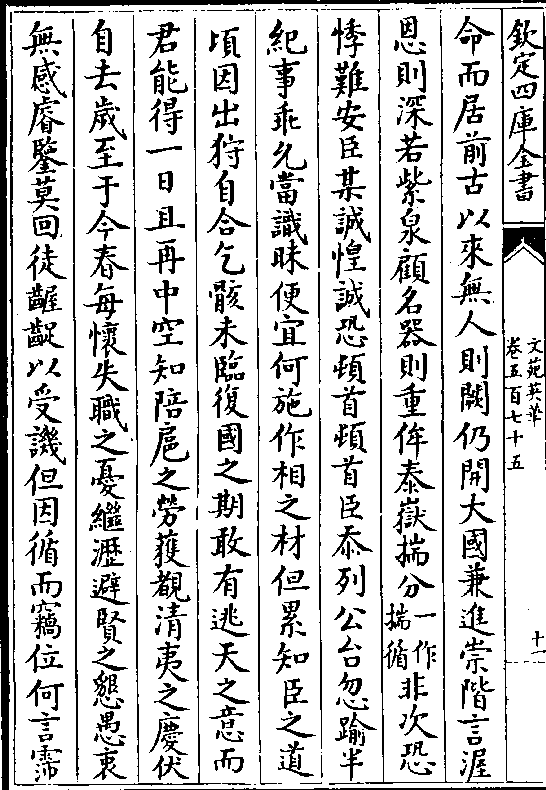 欽定四庫全書
文苑英華
卷五百七十五
十一
命而居前古以來無人則闕仍開大國兼進崇階言渥
恩則深若紫泉顧名器則重侔泰嶽揣分一作揣循非次恐
悸難安臣某誠惶誠恐頓首頓首臣忝列公台忽踰半
紀事乖允當識昧便宜何施作相之材但累知臣之道
頃因出狩自合乞骸未臨復國之期敢有逃天之意而
君能得一日且再中空知陪扈之勞獲覩清夷之慶伏
自去歲至于今春每懷失職之憂繼瀝避賢之懇愚衷
無感睿鑒莫回徒齷齪以受譏但因循而竊位何言霈